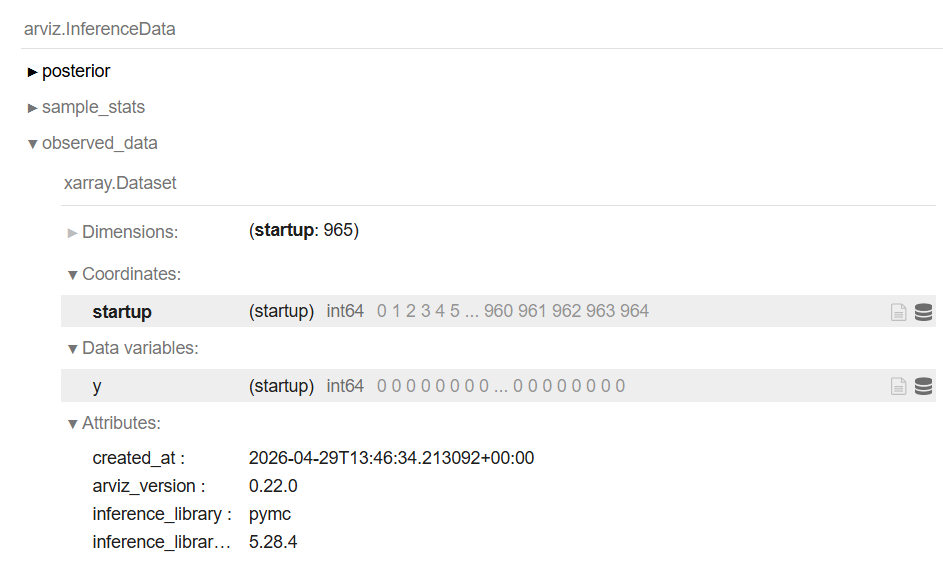 arviz.InferenceData
► posterior
► sample_stats
▼ observed_data
xarray.Dataset
► Dimensions: (startup: 965)
▼ Coordinates:
startup (startup) int64 0 1 2 3 4 5 ... 960 961 962 963 964
▼ Data variables:
y (startup) int64 0 0 0 0 0 0 0 0 ... 0 0 0 0 0 0 0 0
▼ Attributes:
created_at : 2026-04-29T13:46:34.213092+00:00
arviz_version : 0.22.0
inference_library : pymc
inference_librar… 5.28.4